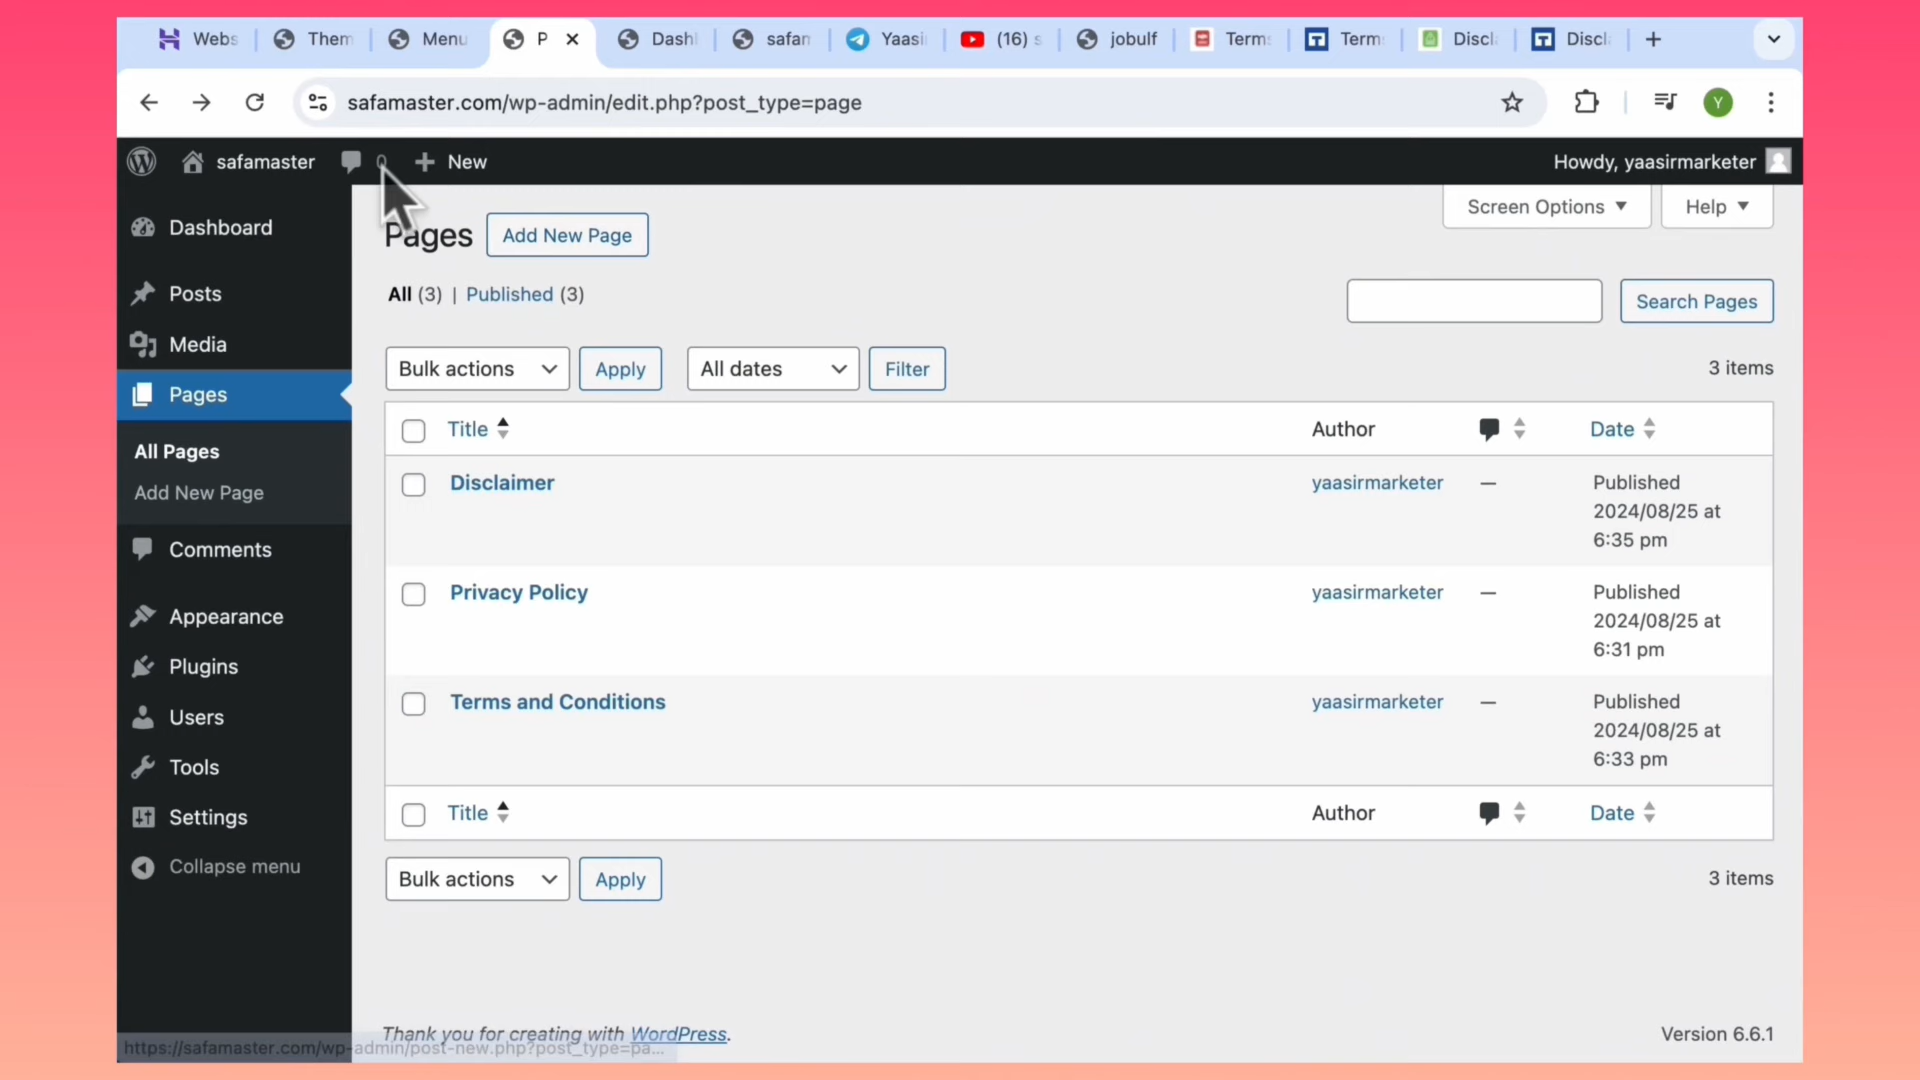 Webs
Them
Menu
P
Dashl
safam
Yaasi
(16) s
jobulf
Term
Term
Discl
Discl
safamaster.com/wp-admin/edit.php?post_type=page
Y
safamaster
0
New
Howdy, yaasirmarketer
Dashboard
Posts
Media
Pages
All Pages
Add New Page
Comments
Appearance
Plugins
Users
Tools
Settings
Collapse menu
Screen Options
Help
Pages
Add New Page
All (3) | Published (3)
Search Pages
Bulk actions
Apply
All dates
Filter
3 items
Title
Author
Date
Disclaimer
yaasirmarketer
—
Published
2024/08/25 at
6:35 pm
Privacy Policy
yaasirmarketer
—
Published
2024/08/25 at
6:31 pm
Terms and Conditions
yaasirmarketer
—
Published
2024/08/25 at
6:33 pm
Title
Author
Date
Bulk actions
Apply
3 items
Thank you for creating with WordPress.
Version 6.6.1
https://safamaster.com/wp-admin/post-new.php?post_type=pa...